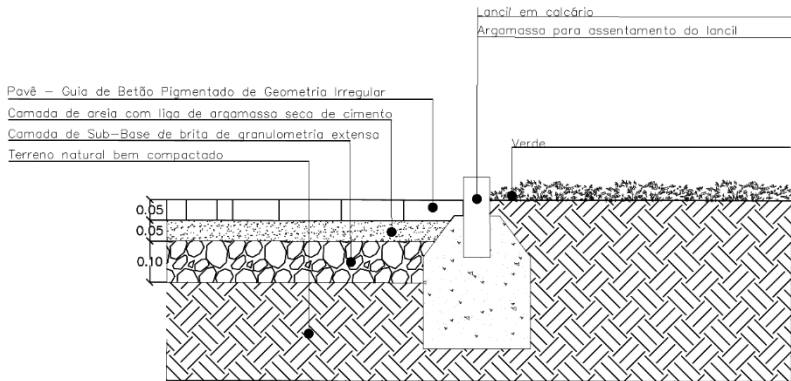 Lancil em calcário
Argamassa para assentamento do lancil
Pavê – Guia de Betão Pigmentado de Geometria Irregular
Camada de areia com liga de argamassa seca de cimento
Camada de Sub-Base de brita de granulometria extensa
Terreno natural bem compactado
Verde
0.05
0.05
0.10